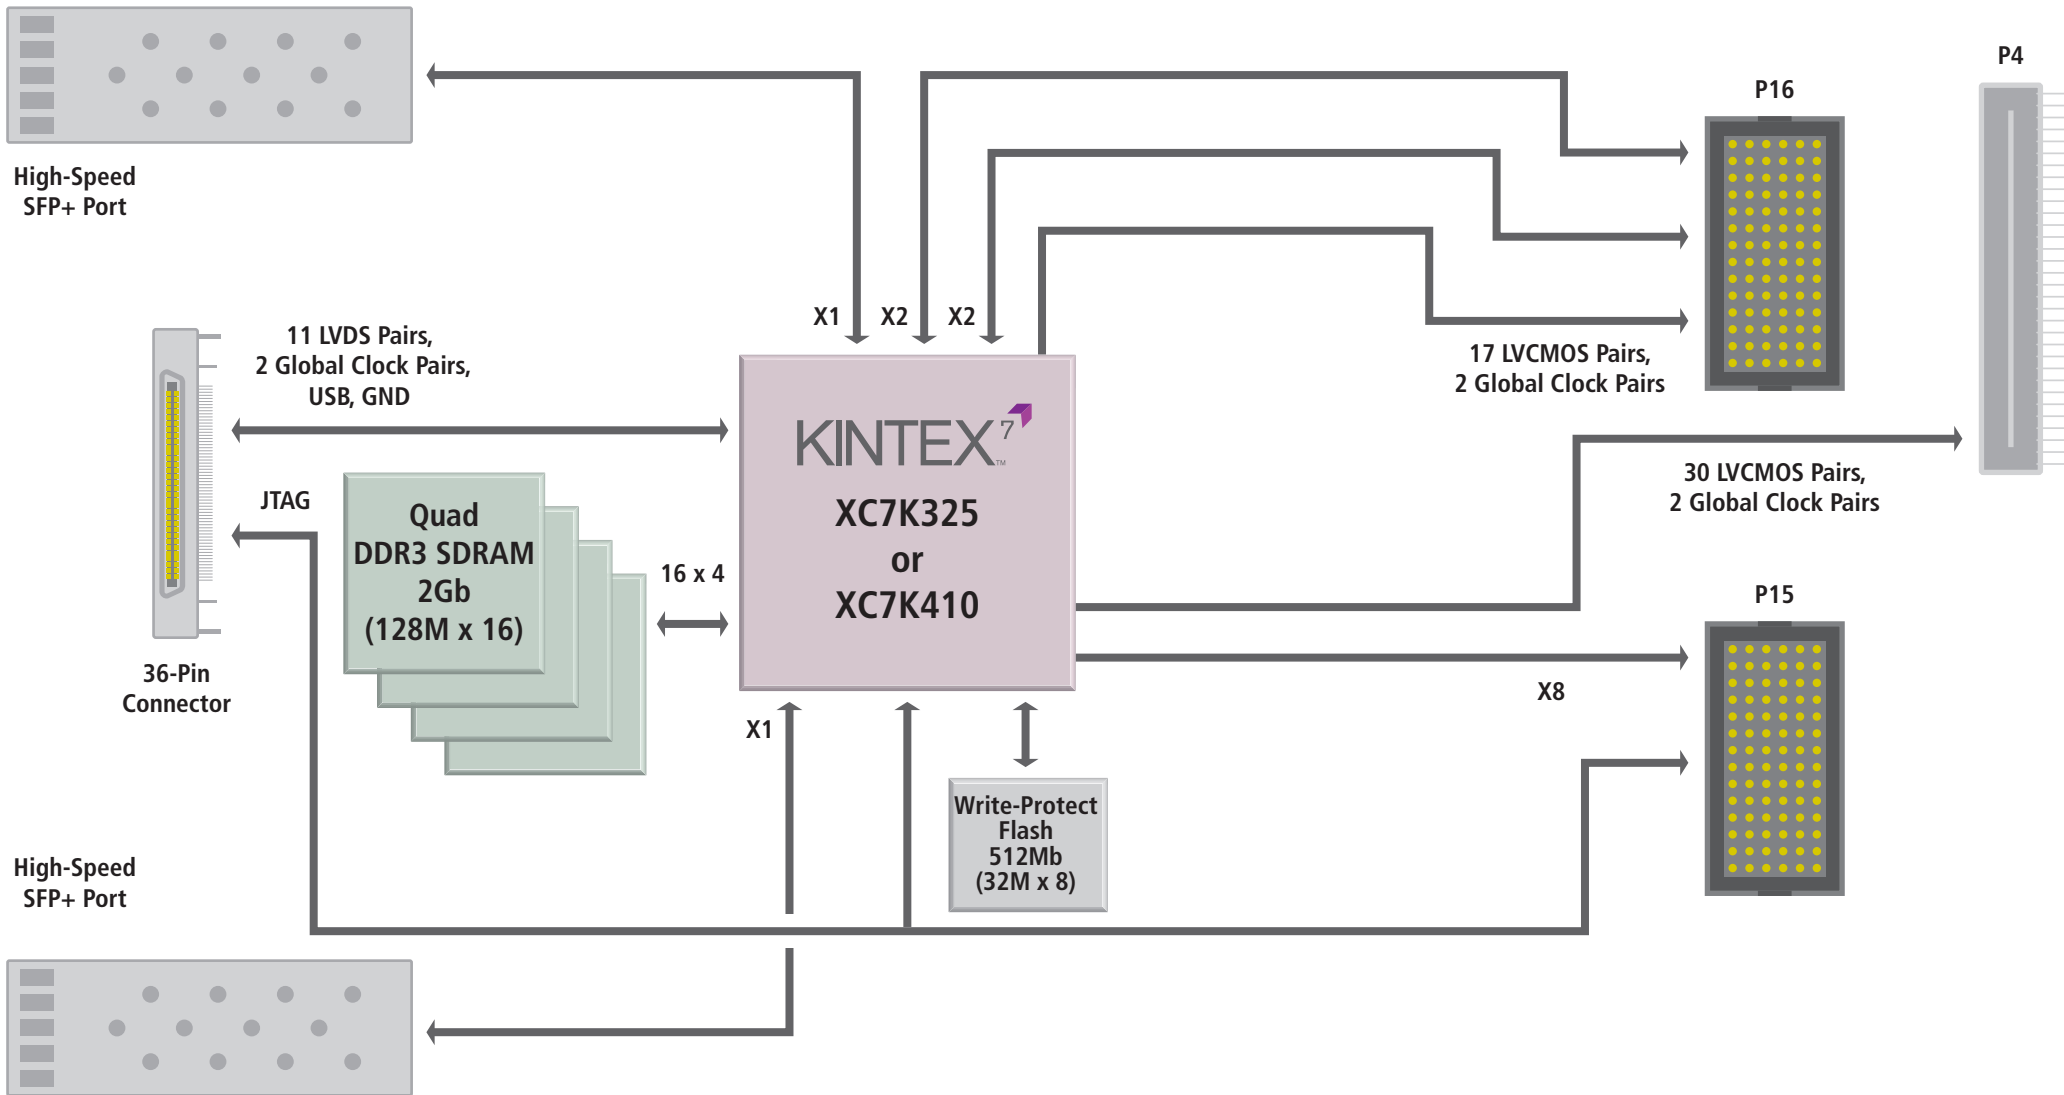 P4
P16
High-Speed
SFP+ Port
X1
X2
X2
11 LVDS Pairs,
2 Global Clock Pairs,
USB, GND
17 LVCMOS Pairs,
2 Global Clock Pairs
KINTEX 7 ™
XC7K325
or
XC7K410
30 LVCMOS Pairs,
2 Global Clock Pairs
JTAG
Quad
DDR3 SDRAM
2Gb
(128M x 16)
16 x 4
P15
36-Pin
Connector
X8
X1
Write-Protect
Flash
512Mb
(32M x 8)
High-Speed
SFP+ Port